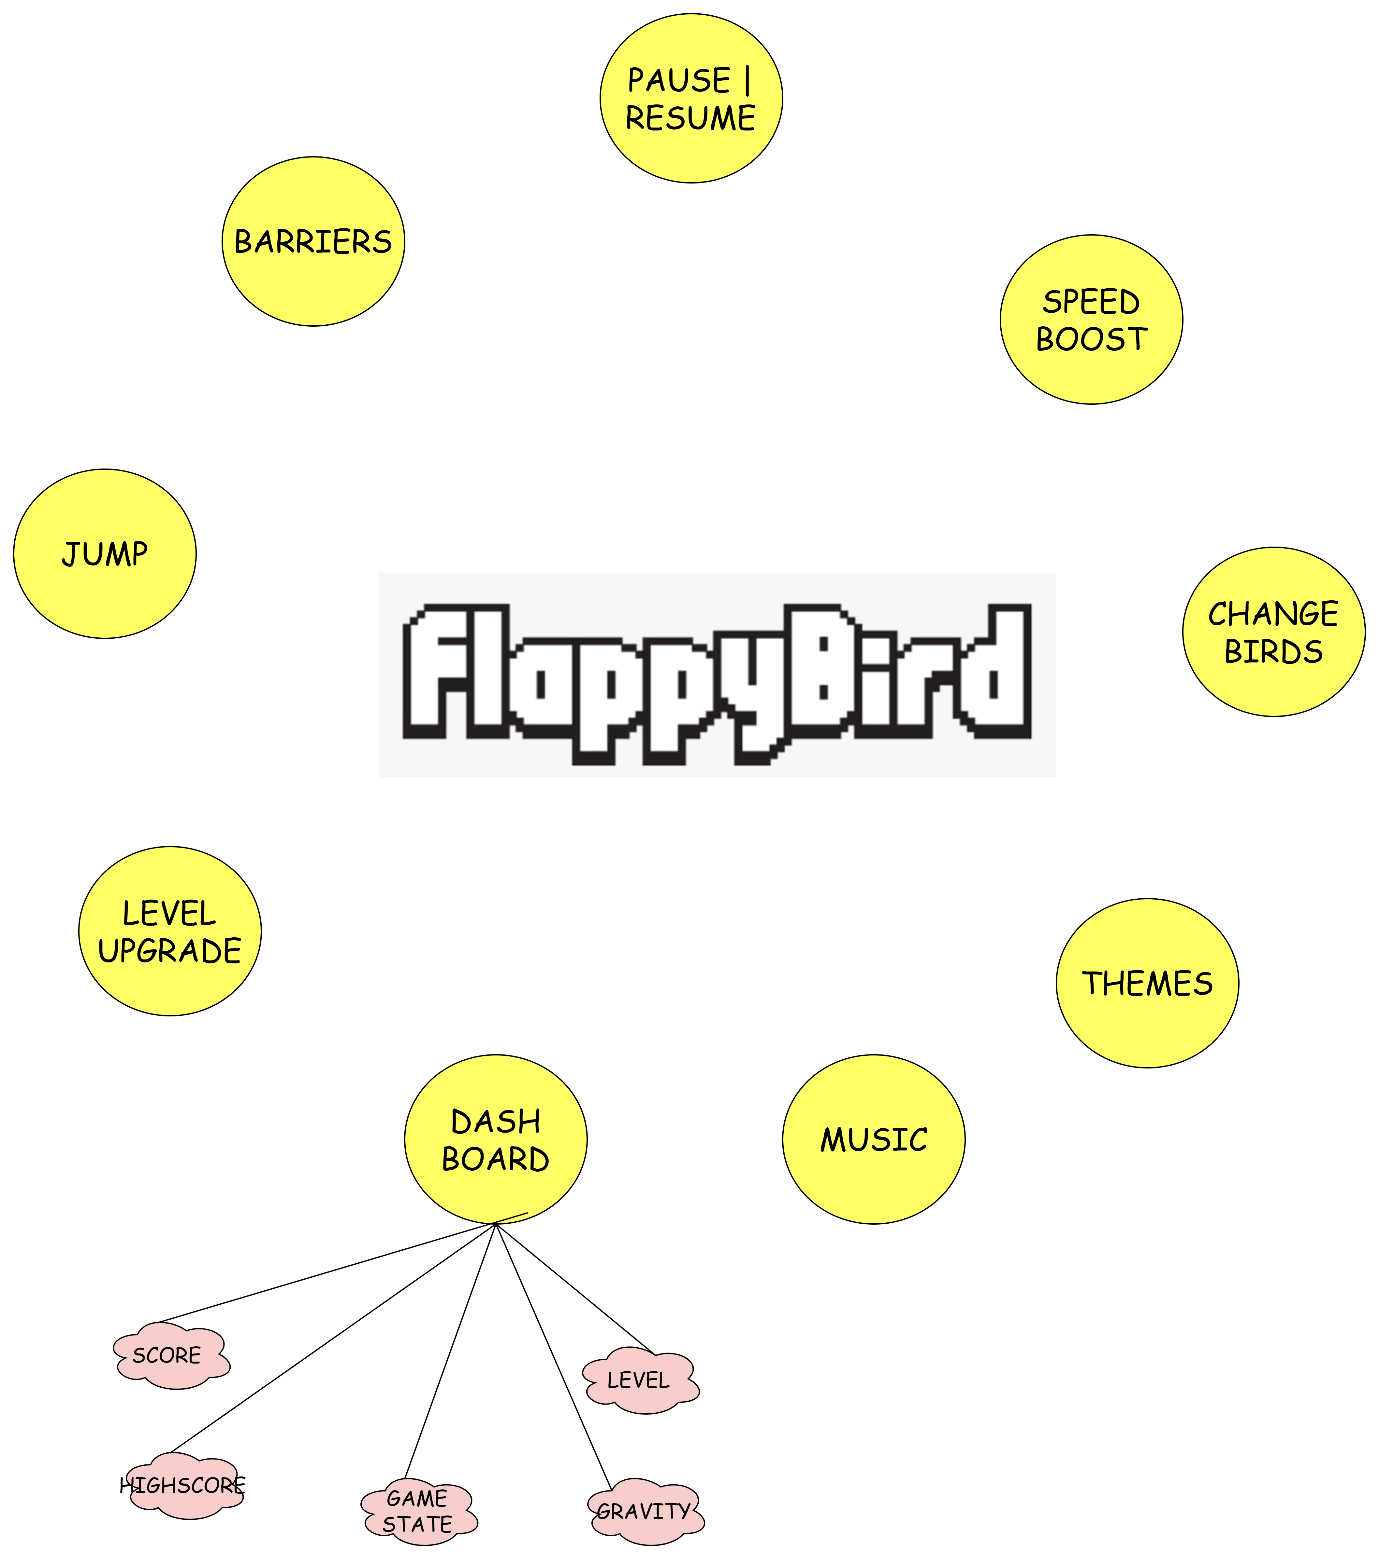 PAUSE |
RESUME
BARRIERS
SPEED
BOOST
JUMP
CHANGE
BIRDS
FlappyBird
LEVEL
UPGRADE
THEMES
DASH
BOARD
MUSIC
SCORE
LEVEL
HIGHSCORE
GAME
STATE
GRAVITY